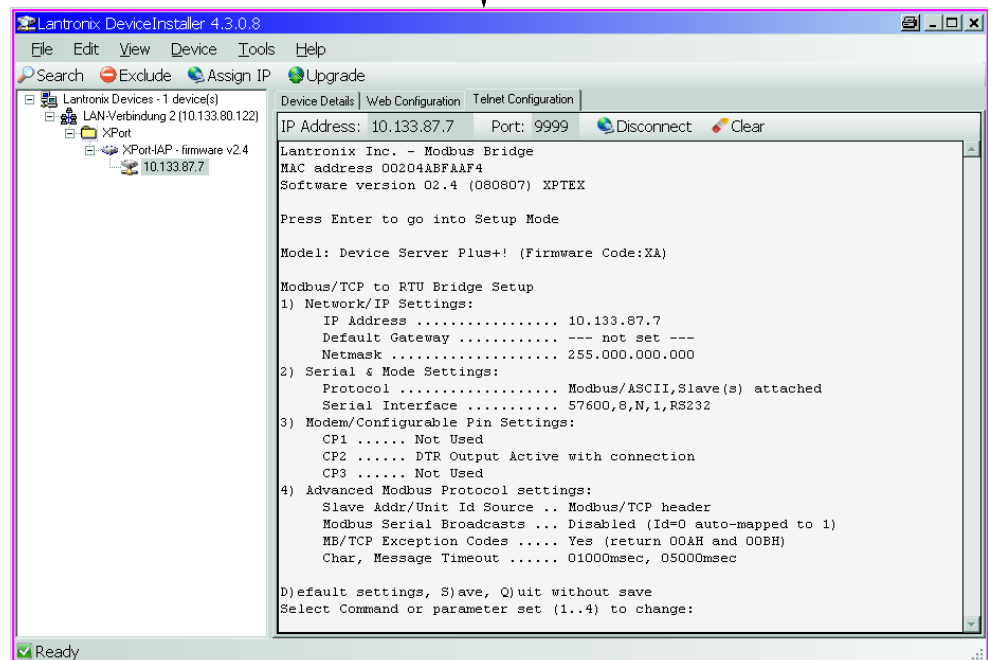 Lantronix DeviceInstaller 4.3.0.8
File Edit View Device Tools Help
Search Exclude Assign IP Upgrade
Lantronix Devices - 1 device(s)
LAN-Verbindung 2 (10.133.80.122)
XPort
XPort-IAP - firmware v2.4
10.133.87.7
Device Details Web Configuration Telnet Configuration
IP Address: 10.133.87.7 Port: 9999 Disconnect Clear
Lantronix Inc. - Modbus Bridge
MAC address 00204ABFAAF4
Software version 02.4 (080807) XPTEX
Press Enter to go into Setup Mode
Model: Device Server Plus+! (Firmware Code:XA)
Modbus/TCP to RTU Bridge Setup
1) Network/IP Settings:
IP Address ................. 10.133.87.7
Default Gateway ............ --- not set ---
Netmask .................... 255.000.000.000
2) Serial & Mode Settings:
Protocol ................... Modbus/ASCII,Slave(s) attached
Serial Interface ........... 57600,8,N,1,RS232
3) Modem/Configurable Pin Settings:
CP1 ...... Not Used
CP2 ...... DTR Output Active with connection
CP3 ...... Not Used
4) Advanced Modbus Protocol settings:
Slave Addr/Unit Id Source .. Modbus/TCP header
Modbus Serial Broadcasts ... Disabled (Id=0 auto-mapped to 1)
MB/TCP Exception Codes ..... Yes (return 00AH and 00BH)
Char, Message Timeout ...... 01000msec, 05000msec
D)efault settings, S)ave, Q)uit without save
Select Command or parameter set (1..4) to change:
Ready